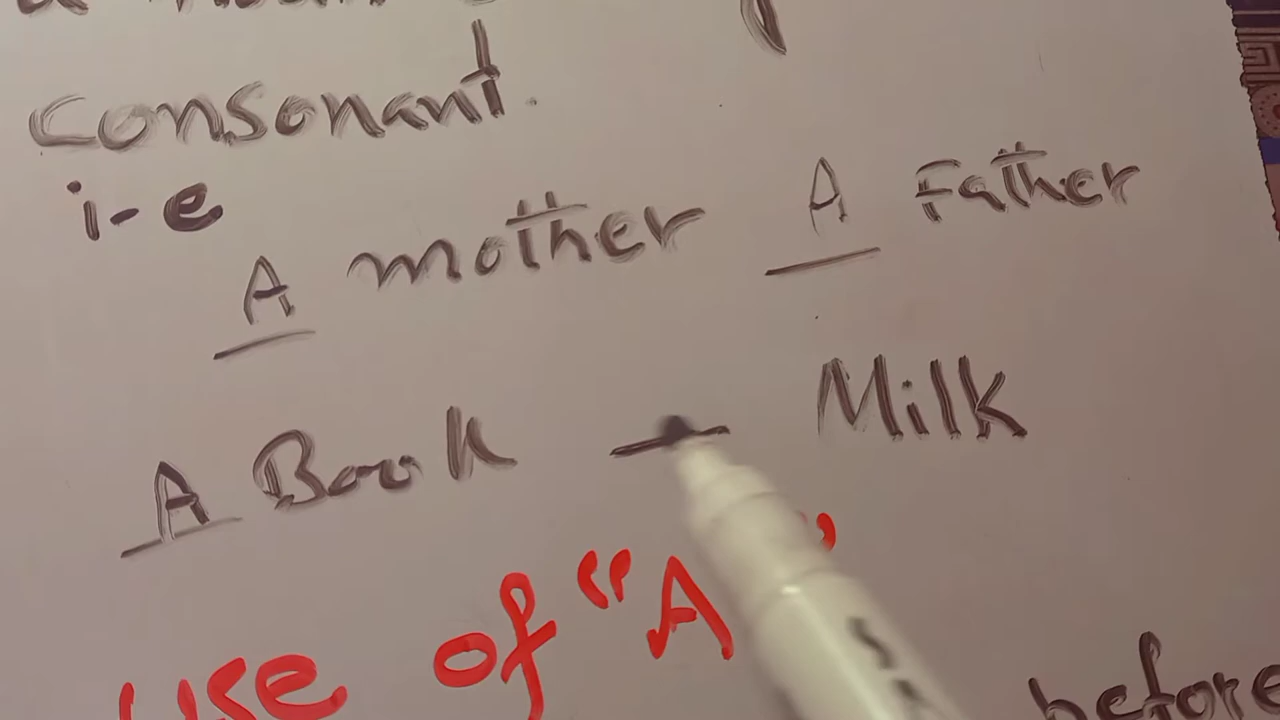 consonant.
i-e
A mother A Father
A Book Milk
use of "A "
before